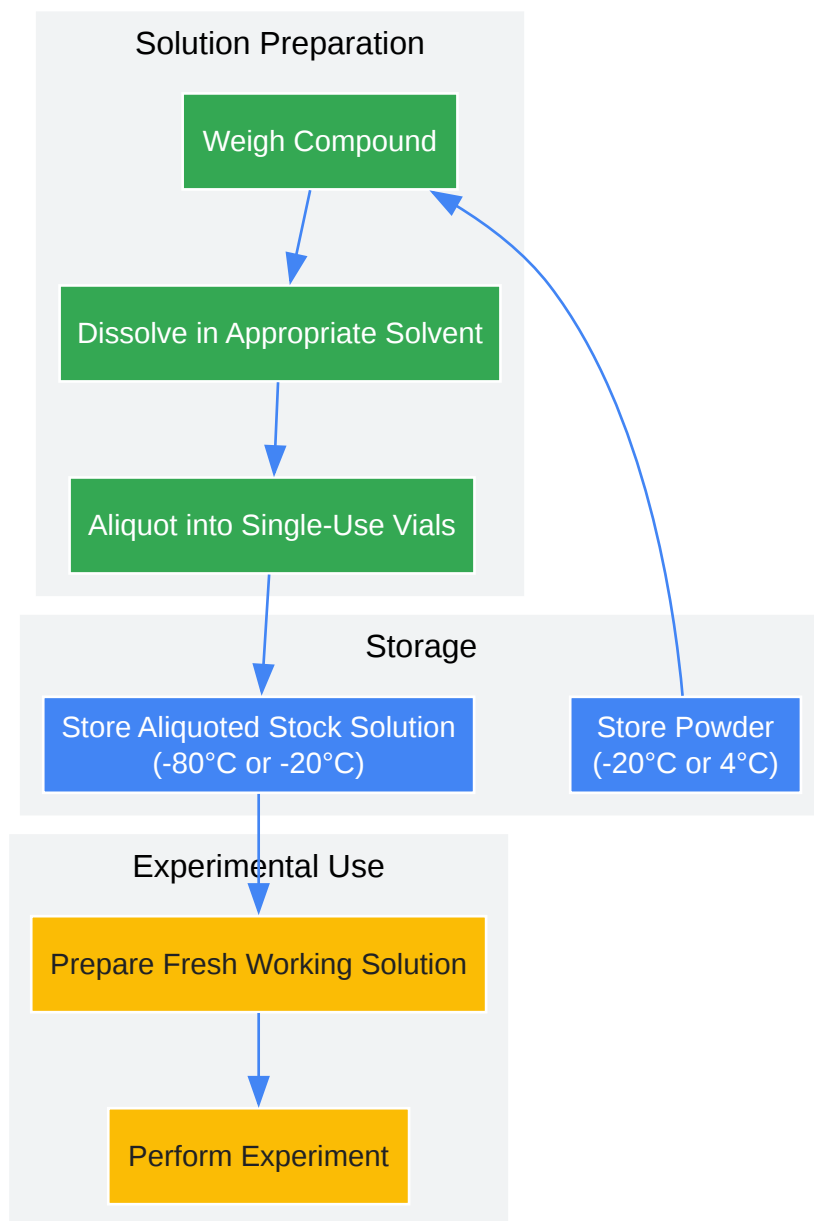 Solution Preparation
Weigh Compound
Dissolve in Appropriate Solvent
Aliquot into Single-Use Vials
Storage
Store Aliquoted Stock Solution
(-80°C or -20°C)
Store Powder
(-20°C or 4°C)
Experimental Use
Prepare Fresh Working Solution
Perform Experiment